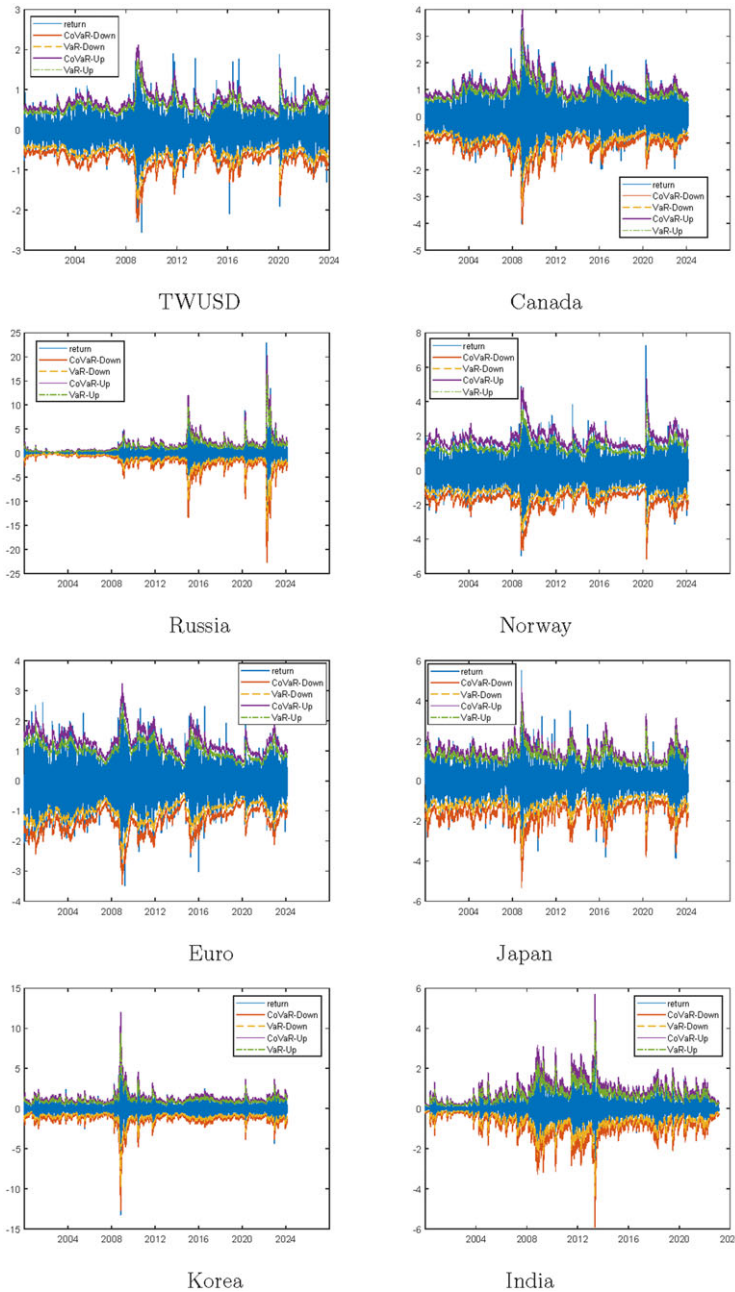 3
2
1
0
-1
-2
-3
return
CoVaR-Down
VaR-Down
CoVaR-Up
VaR-Up
2004 2008 2012 2016 2020 2024
TWUSD
4
3
2
1
0
-1
-2
-3
-4
-5
return
CoVaR-Down
VaR-Down
CoVaR-Up
VaR-Up
2004 2008 2012 2016 2020 2024
Canada
25
20
15
10
5
0
-5
-10
-15
-20
-25
return
CoVaR-Down
VaR-Down
CoVaR-Up
VaR-Up
2004 2008 2012 2016 2020 2024
Russia
8
6
4
2
0
-2
-4
-6
return
CoVaR-Down
VaR-Down
CoVaR-Up
VaR-Up
2004 2008 2012 2016 2020 2024
Norway
4
3
2
1
0
-1
-2
-3
-4
return
CoVaR-Down
VaR-Down
CoVaR-Up
VaR-Up
2004 2008 2012 2016 2020 2024
Euro
6
4
2
0
-2
-4
-6
return
CoVaR-Down
VaR-Down
CoVaR-Up
VaR-Up
2004 2008 2012 2016 2020 2024
Japan
15
10
5
0
-5
-10
-15
return
CoVaR-Down
VaR-Down
CoVaR-Up
VaR-Up
2004 2008 2012 2016 2020 2024
Korea
6
4
2
0
-2
-4
-6
return
CoVaR-Down
VaR-Down
CoVaR-Up
VaR-Up
2004 2008 2012 2016 2020 202
India